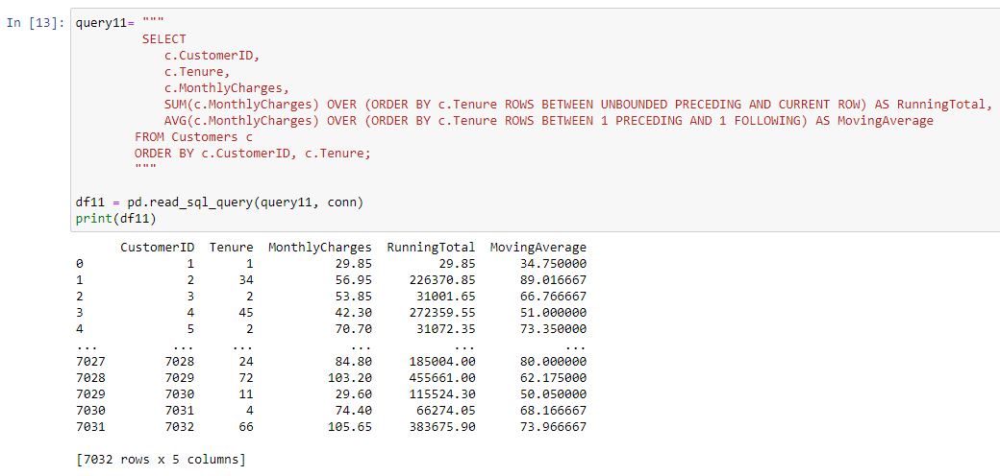 In [13]: query11= """
SELECT
c.CustomerID,
c.Tenure,
c.MonthlyCharges,
SUM(c.MonthlyCharges) OVER (ORDER BY c.Tenure ROWS BETWEEN UNBOUNDED PRECEDING AND CURRENT ROW) AS RunningTotal,
AVG(c.MonthlyCharges) OVER (ORDER BY c.Tenure ROWS BETWEEN 1 PRECEDING AND 1 FOLLOWING) AS MovingAverage
FROM Customers c
ORDER BY c.CustomerID, c.Tenure;
"""
df11 = pd.read_sql_query(query11, conn)
print(df11)
CustomerID Tenure MonthlyCharges RunningTotal MovingAverage
0 1 1 29.85 29.85 34.750000
1 2 34 56.95 226370.85 89.016667
2 3 2 53.85 31001.65 66.766667
3 4 45 42.30 272359.55 51.000000
4 5 2 70.70 31072.35 73.350000
... ... ... ... ... ...
7027 7028 24 84.80 185004.00 80.000000
7028 7029 72 103.20 455661.00 62.175000
7029 7030 11 29.60 115524.30 50.050000
7030 7031 4 74.40 66274.05 68.166667
7031 7032 66 105.65 383675.90 73.966667
[7032 rows x 5 columns]